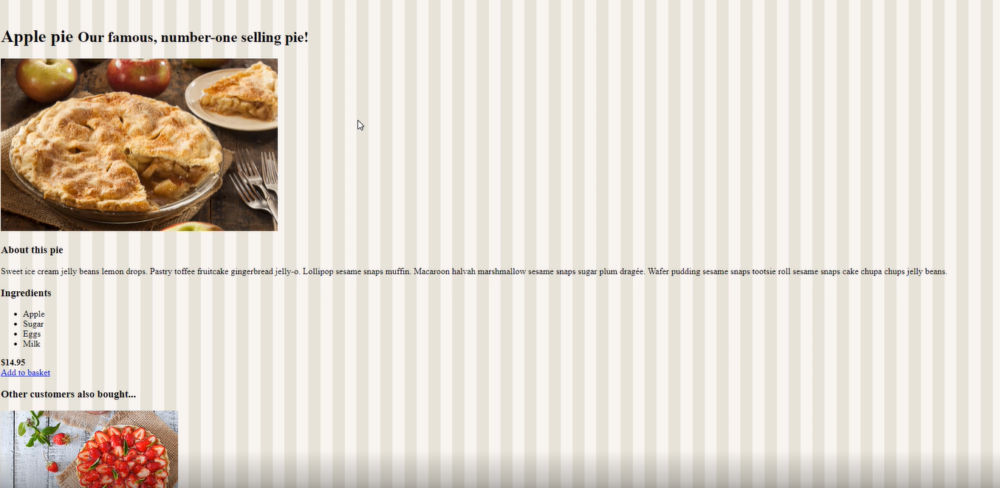 Apple pie Our famous, number-one selling pie!
About this pie
Sweet ice cream jelly beans lemon drops. Pastry toffee fruitcake gingerbread jelly-o. Lollipop sesame snaps muffin. Macaroon halvah marshmallow sesame snaps sugar plum dragée. Wafer pudding sesame snaps tootsie roll sesame snaps cake chupa chups jelly beans.
Ingredients
• Apple
• Sugar
• Eggs
• Milk
$14.95
Add to basket
Other customers also bought...